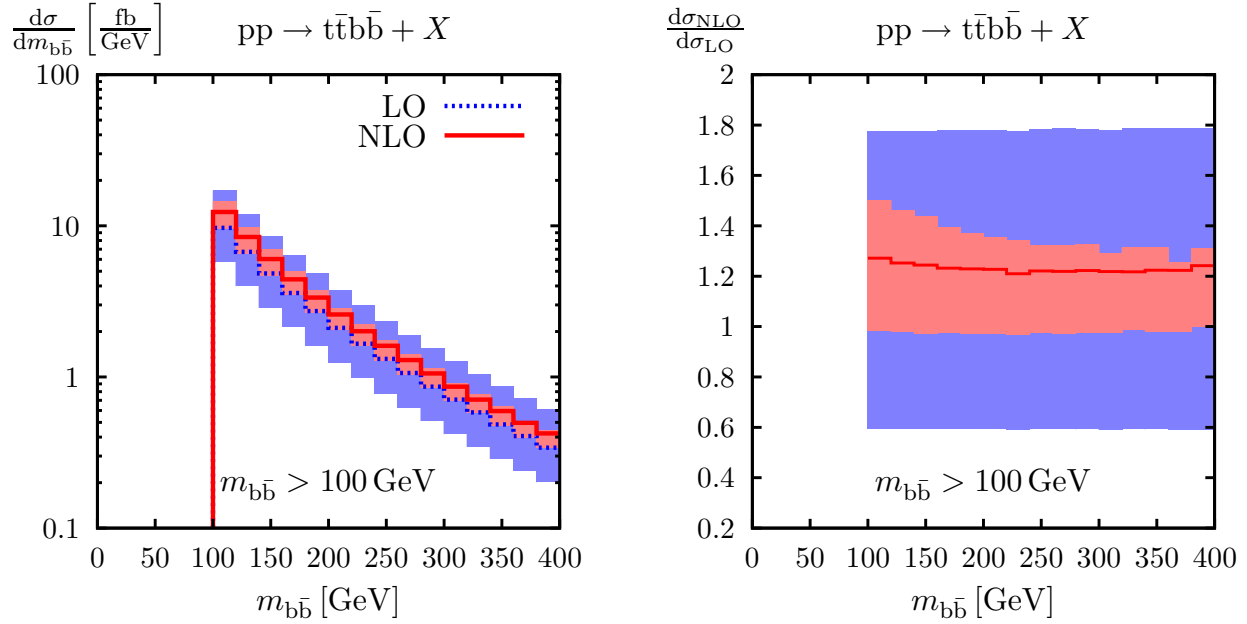 dσ/dm_bb̄ [fb/GeV] pp → tt̄bb̄ + X
100
10
1
0.1
LO
NLO
m_bb̄ > 100 GeV
0 50 100 150 200 250 300 350 400
m_bb̄ [GeV]
dσ_NLO/dσ_LO pp → tt̄bb̄ + X
2
1.8
1.6
1.4
1.2
1
0.8
0.6
0.4
0.2
m_bb̄ > 100 GeV
0 50 100 150 200 250 300 350 400
m_bb̄ [GeV]